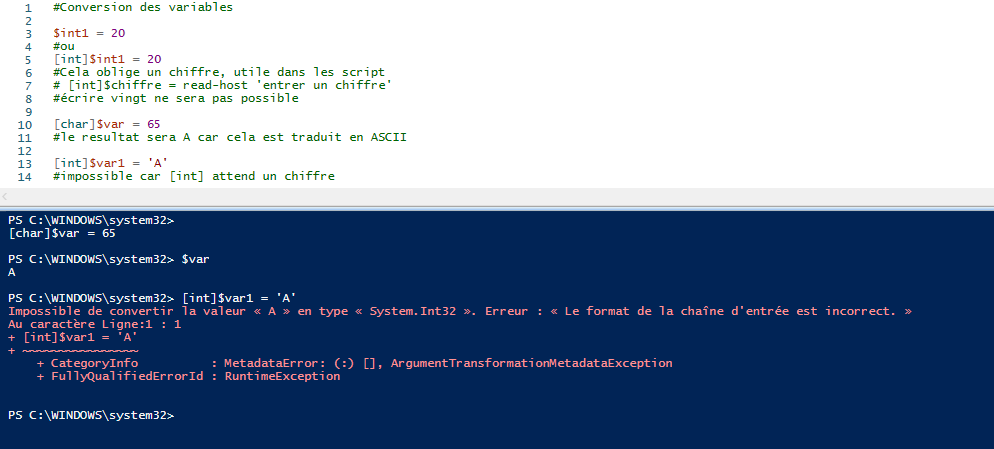 1 #Conversion des variables
2
3 $int1 = 20
4 #ou
5 [int]$int1 = 20
6 #Cela oblige un chiffre, utile dans les script
7 # [int]$chiffre = read-host 'entrer un chiffre'
8 #écrire vingt ne sera pas possible
9
10 [char]$var = 65
11 #le resultat sera A car cela est traduit en ASCII
12
13 [int]$var1 = 'A'
14 #impossible car [int] attend un chiffre
PS C:\WINDOWS\system32>
[char]$var = 65
PS C:\WINDOWS\system32> $var
A
PS C:\WINDOWS\system32> [int]$var1 = 'A'
Impossible de convertir la valeur « A » en type « System.Int32 ». Erreur : « Le format de la chaîne d'entrée est incorrect. »
Au caractère Ligne:1 : 1
+ [int]$var1 = 'A'
+ ~~~~~~~~~~~~~~~~
+ CategoryInfo : MetadataError: (:) [], ArgumentTransformationMetadataException
+ FullyQualifiedErrorId : RuntimeException
PS C:\WINDOWS\system32>